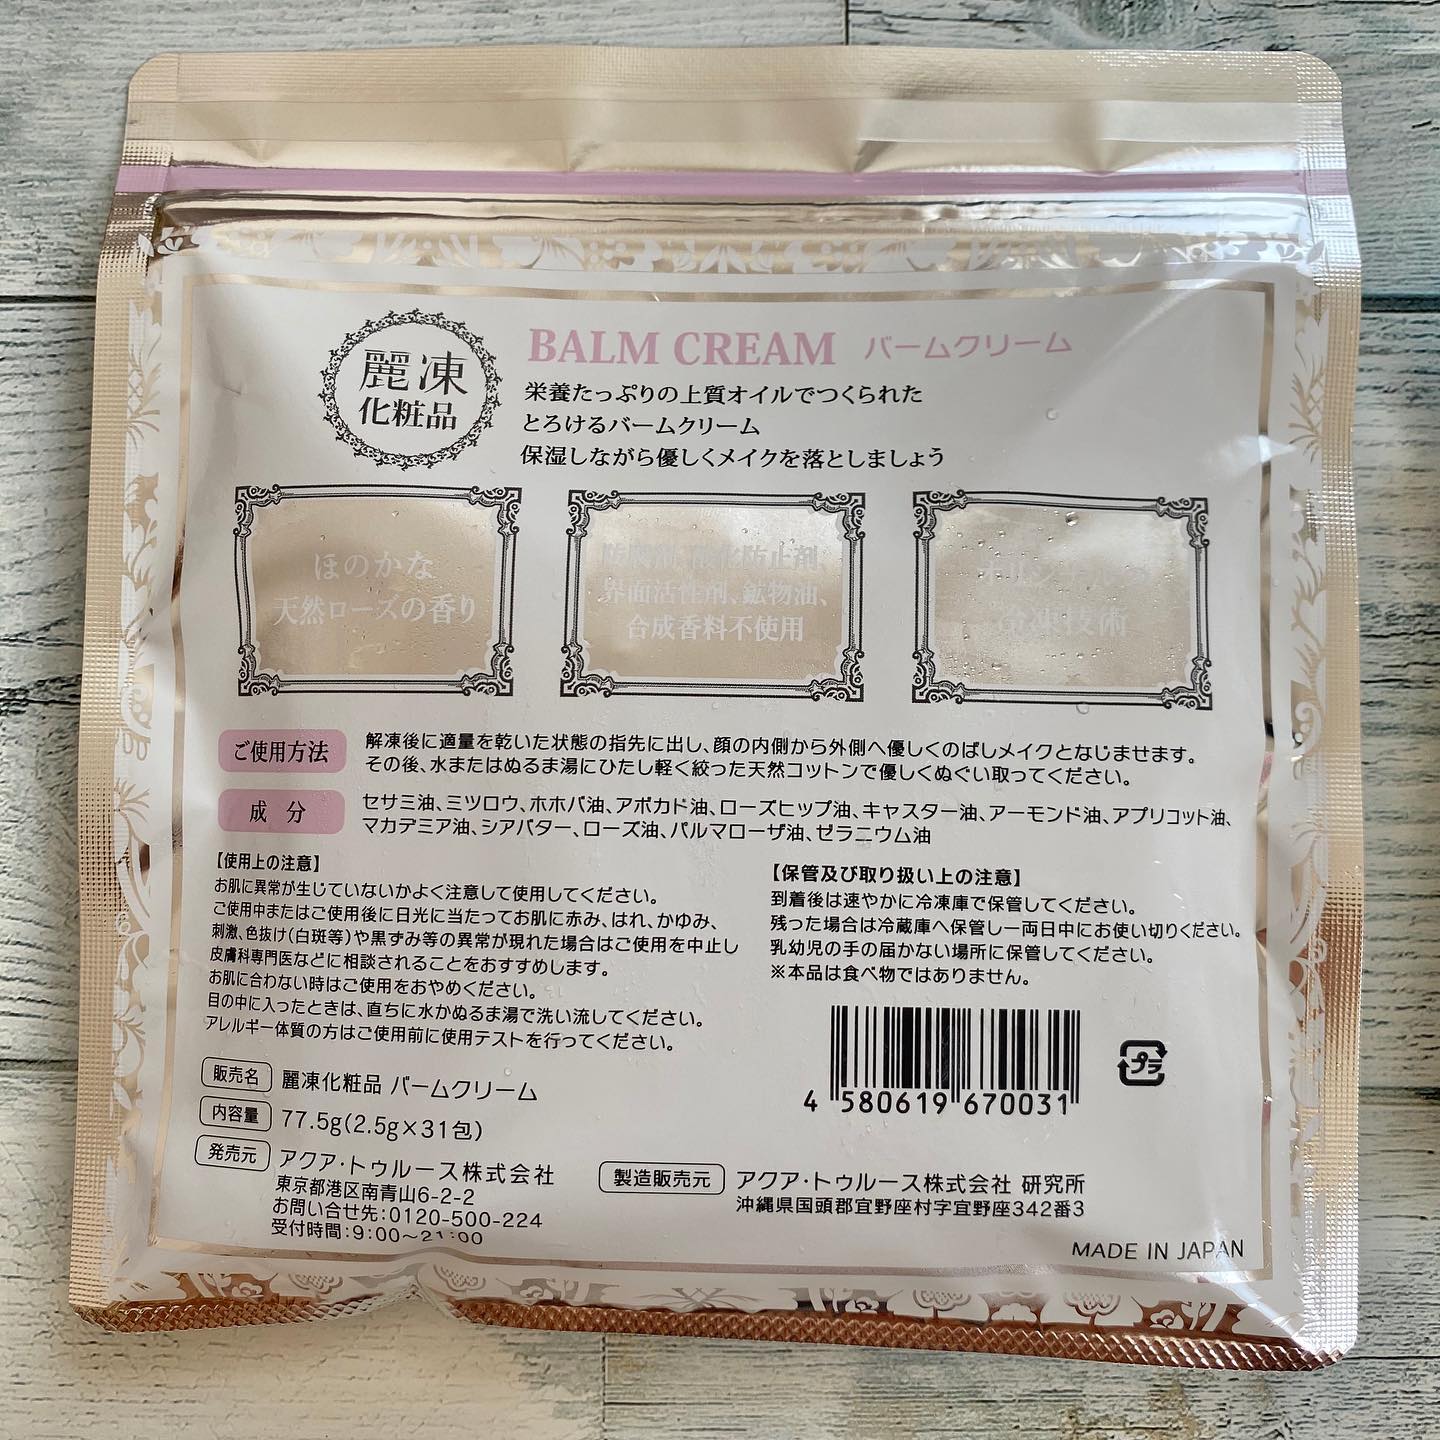 麗凍
化粧品
BALM CREAM バームクリーム
栄養たっぷりの上質オイルでつくられた
とろけるバームクリーム
保湿しながら優しくメイクを落としましょう
ほのかな
天然ローズの香り
防腐剤、酸化防止剤、
界面活性剤、鉱物油、
合成香料不使用
オリジナルの
冷凍技術
ご使用方法
解凍後に適量を乾いた状態の指先に出し、顔の内側から外側へ優しくのばしメイクとなじませます。
その後、水またはぬるま湯にひたし軽く絞った天然コットンで優しくぬぐい取ってください。
成 分
セサミ油、ミツロウ、ホホバ油、アボカド油、ローズヒップ油、キャスター油、アーモンド油、アプリコット油、
マカデミア油、シアバター、ローズ油、パルマローザ油、ゼラニウム油
【使用上の注意】
お肌に異常が生じていないかよく注意して使用してください。
ご使用中またはご使用後に日光に当たってお肌に赤み、はれ、かゆみ、
刺激、色抜け(白斑等)や黒ずみ等の異常が現れた場合はご使用を中止し
皮膚科専門医などに相談されることをおすすめします。
お肌に合わない時はご使用をおやめください。
目の中に入ったときは、直ちに水かぬるま湯で洗い流してください。
アレルギー体質の方はご使用前に使用テストを行ってください。
【保管及び取り扱い上の注意】
到着後は速やかに冷凍庫で保管してください。
残った場合は冷蔵庫へ保管し一両日中にお使い切りください。
乳幼児の手の届かない場所に保管してください。
※本品は食べ物ではありません。
4 580619 670031
プラ
販売名 麗凍化粧品 バームクリーム
内容量 77.5g(2.5g×31包)
発売元 アクア・トゥルース株式会社
東京都港区南青山6-2-2
お問い合せ先:0120-500-224
受付時間:9:00〜21:00
製造販売元 アクア・トゥルース株式会社 研究所
沖縄県国頭郡宜野座村字宜野座342番3
MADE IN JAPAN